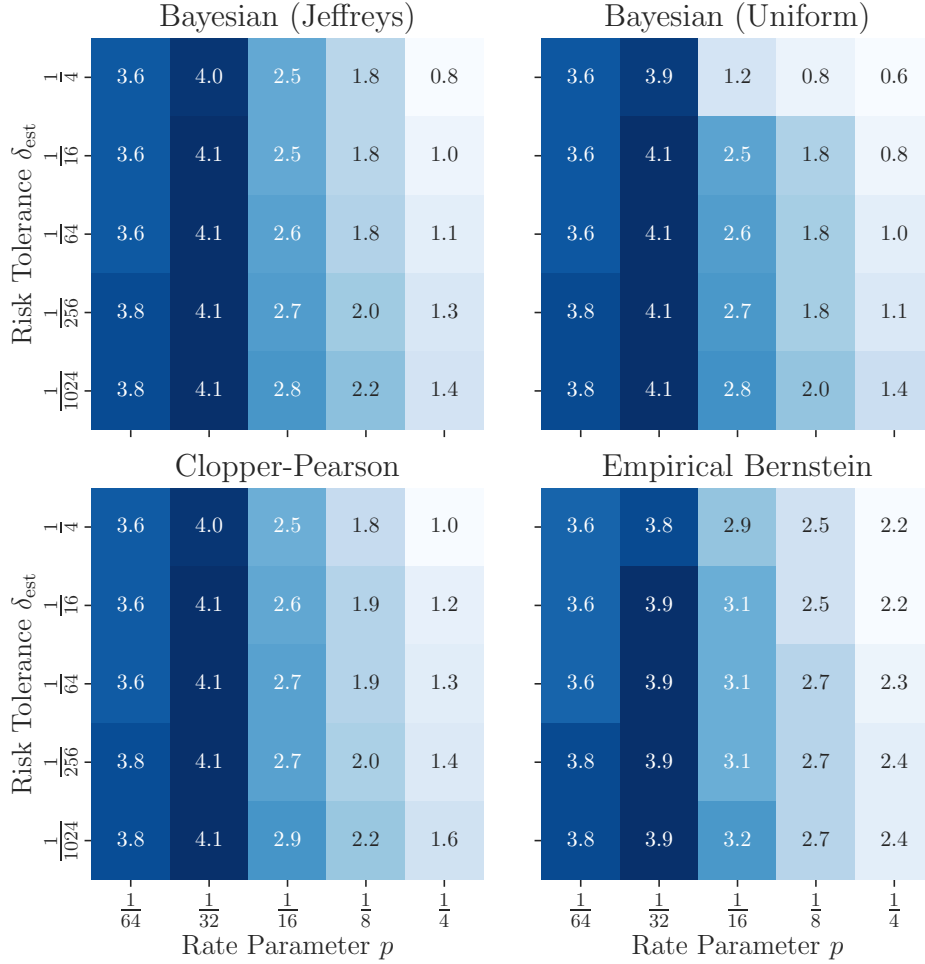 Bayesian (Jeffreys)
Risk Tolerance δ_est
1/4 3.6 4.0 2.5 1.8 0.8
1/16 3.6 4.1 2.5 1.8 1.0
1/64 3.6 4.1 2.6 1.8 1.1
1/256 3.8 4.1 2.7 2.0 1.3
1/1024 3.8 4.1 2.8 2.2 1.4
Bayesian (Uniform)
3.6 3.9 1.2 0.8 0.6
3.6 4.1 2.5 1.8 0.8
3.6 4.1 2.6 1.8 1.0
3.8 4.1 2.7 1.8 1.1
3.8 4.1 2.8 2.0 1.4
Clopper-Pearson
Risk Tolerance δ_est
1/4 3.6 4.0 2.5 1.8 1.0
1/16 3.6 4.1 2.6 1.9 1.2
1/64 3.6 4.1 2.7 1.9 1.3
1/256 3.8 4.1 2.7 2.0 1.4
1/1024 3.8 4.1 2.9 2.2 1.6
1/64 1/32 1/16 1/8 1/4
Rate Parameter p
Empirical Bernstein
3.6 3.8 2.9 2.5 2.2
3.6 3.9 3.1 2.5 2.2
3.6 3.9 3.1 2.7 2.3
3.8 3.9 3.1 2.7 2.4
3.8 3.9 3.2 2.7 2.4
1/64 1/32 1/16 1/8 1/4
Rate Parameter p